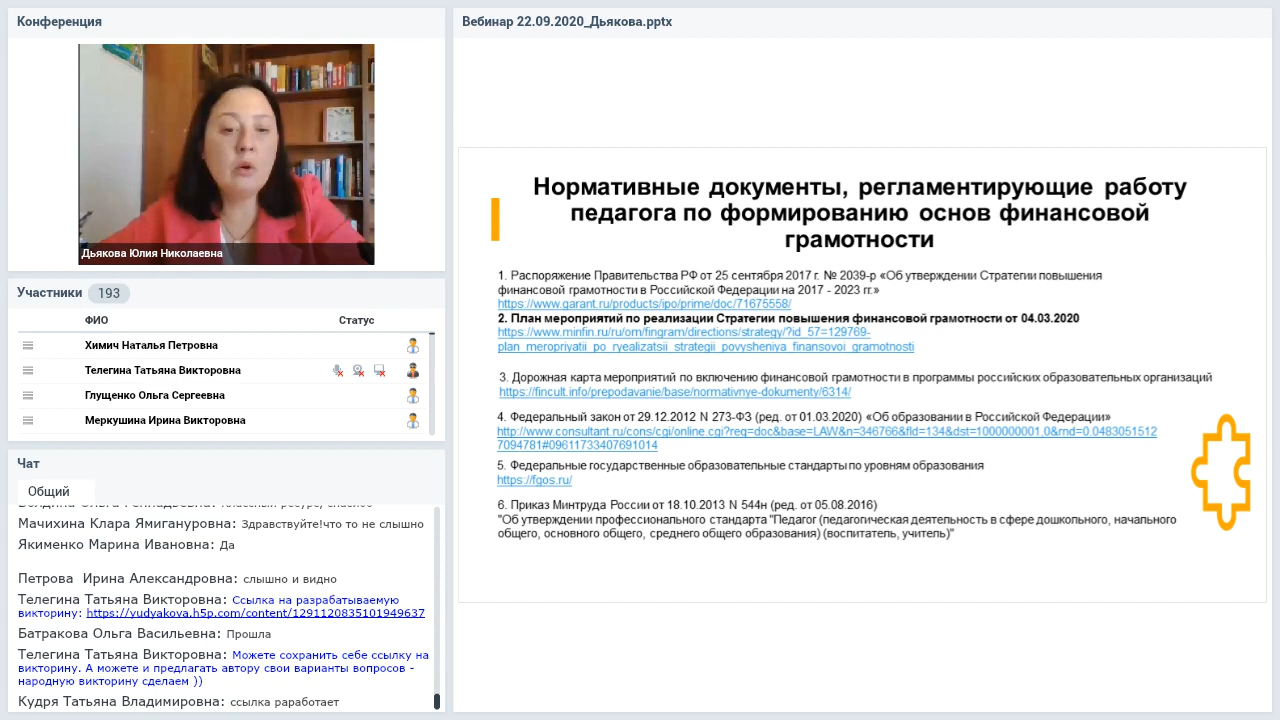 Конференция
Дьякова Юлия Николаевна
Участники 193
ФИО Статус
Химич Наталья Петровна
Телегина Татьяна Викторовна
Глущенко Ольга Сергеевна
Меркушина Ирина Викторовна
Чат
Общий
Мачихина Клара Ямигануровна: Здравствуйте!что то не слышно
Якименко Марина Ивановна: Да
Петрова Ирина Александровна: слышно и видно
Телегина Татьяна Викторовна: Ссылка на разрабатываемую
викторину: https://yudyakova.h5p.com/content/1291120835101949637
Батракова Ольга Васильевна: Прошла
Телегина Татьяна Викторовна: Можете сохранить себе ссылку на
викторину. А можете и предлагать автору свои варианты вопросов -
народную викторину сделаем ))
Кудря Татьяна Владимировна: ссылка раработает
Вебинар 22.09.2020_Дьякова.pptx
Нормативные документы, регламентирующие работу
педагога по формированию основ финансовой
грамотности
1. Распоряжение Правительства РФ от 25 сентября 2017 г. № 2039-р «Об утверждении Стратегии повышения
финансовой грамотности в Российской Федерации на 2017 - 2023 гг.»
https://www.garant.ru/products/ipo/prime/doc/71675558/
2. План мероприятий по реализации Стратегии повышения финансовой грамотности от 04.03.2020
https://www.minfin.ru/ru/om/fingram/directions/strategy/?id_57=129769-
plan_meropriyatii_po_ryealizatsii_strategii_povysheniya_finansovoi_gramotnosti
3. Дорожная карта мероприятий по включению финансовой грамотности в программы российских образовательных организаций
https://fincult.info/prepodavanie/base/normativnye-dokumenty/6314/
4. Федеральный закон от 29.12.2012 N 273-ФЗ (ред. от 01.03.2020) «Об образовании в Российской Федерации»
http://www.consultant.ru/cons/cgi/online.cgi?req=doc&base=LAW&n=346766&fld=134&dst=1000000001,0&rnd=0.0483051512
7094781#09611733407691014
5. Федеральные государственные образовательные стандарты по уровням образования
https://fgos.ru/
6. Приказ Минтруда России от 18.10.2013 N 544н (ред. от 05.08.2016)
"Об утверждении профессионального стандарта "Педагог (педагогическая деятельность в сфере дошкольного, начального
общего, основного общего, среднего общего образования) (воспитатель, учитель)"